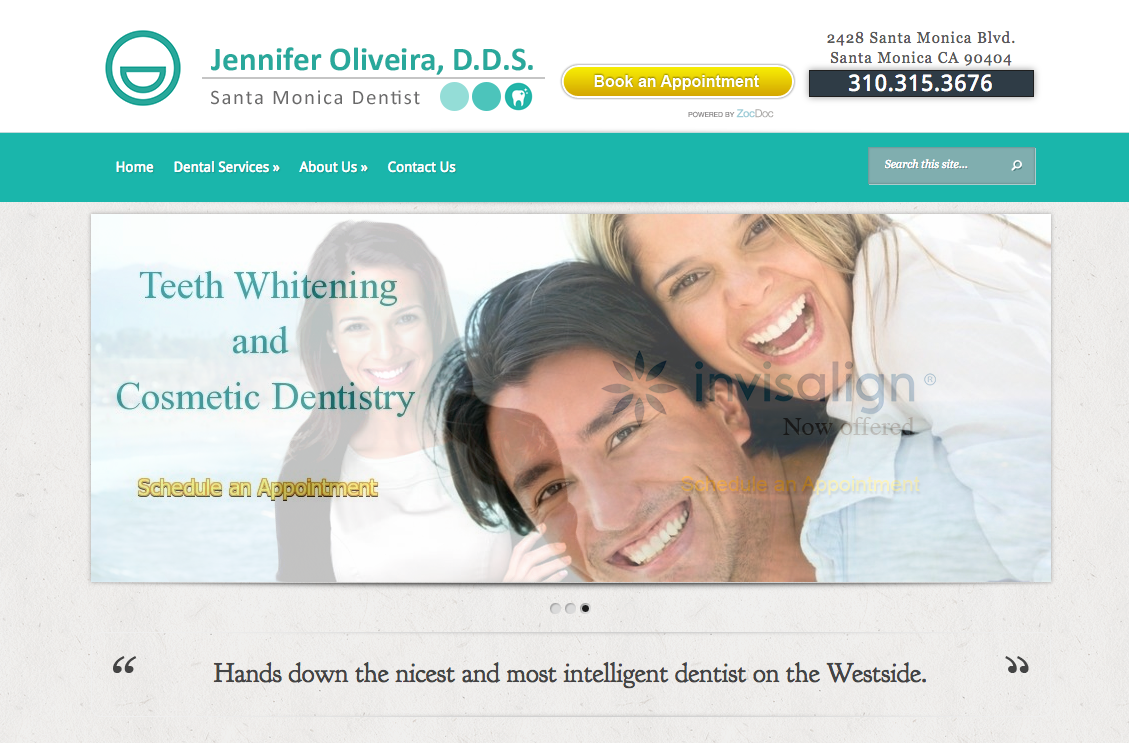 Jennifer Oliveira, D.D.S.
Santa Monica Dentist
Book an Appointment
POWERED BY ZocDoc
2428 Santa Monica Blvd.
Santa Monica CA 90404
310.315.3676
Home Dental Services » About Us » Contact Us
Search this site...
Teeth Whitening
and
Cosmetic Dentistry
Schedule an Appointment
invisalign ®
Now offered
Schedule an Appointment
“ Hands down the nicest and most intelligent dentist on the Westside. ”